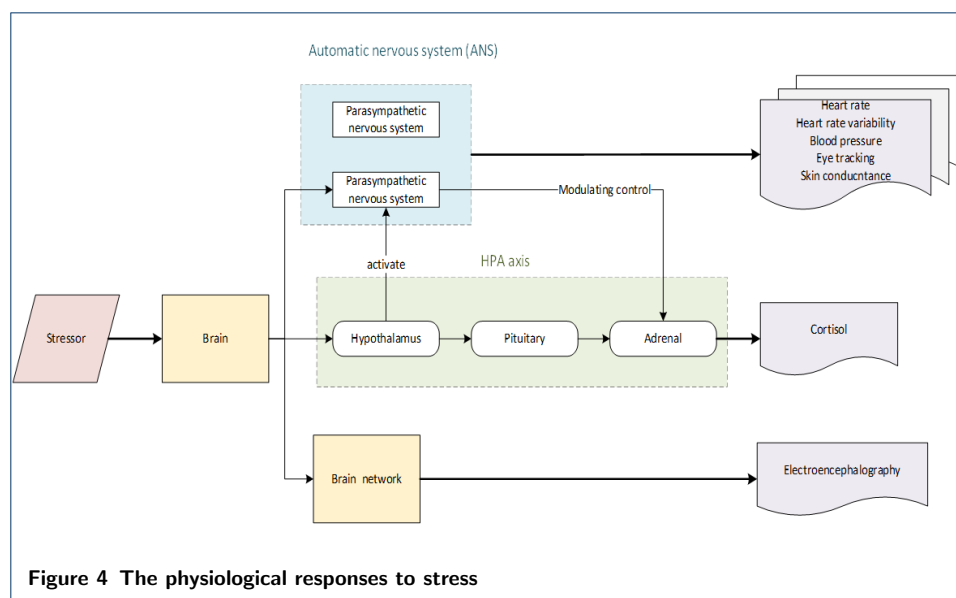 Automatic nervous system (ANS)
Parasympathetic
nervous system
Parasympathetic
nervous system
Heart rate
Heart rate variability
Blood pressure
Eye tracking
Skin conducntance
Modulating control
activate
HPA axis
Stressor
Brain
Hypothalamus
Pituitary
Adrenal
Cortisol
Brain network
Electroencephalography
Figure 4 The physiological responses to stress